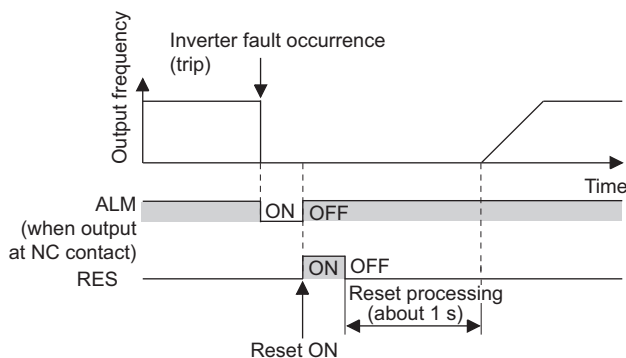 Inverter fault occurrence
(trip)
Output frequency
Time
ALM
(when output
at NC contact)
ON OFF
RES
ON OFF
Reset processing
(about 1 s)
Reset ON